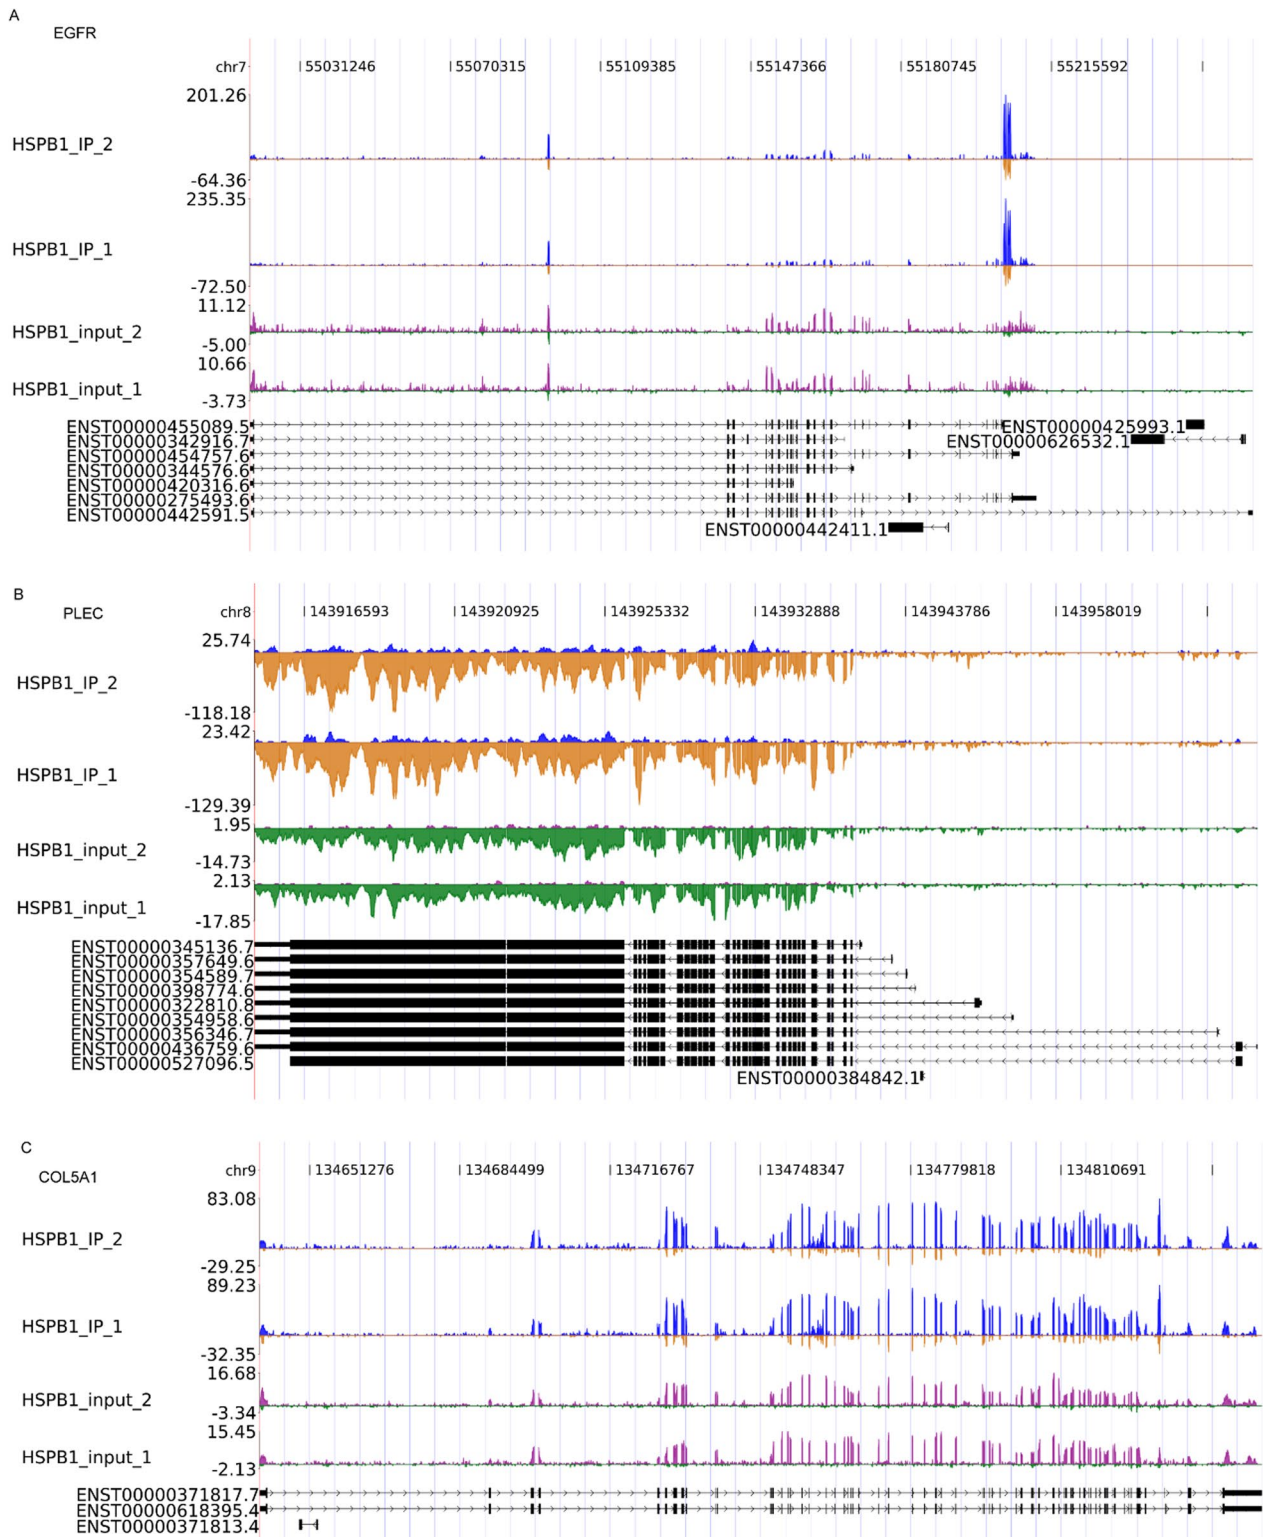 A
EGFR
chr7 55031246 55070315 55109385 55147366 55180745 55215592
201.26
HSPB1_IP_2
-64.36
235.35
HSPB1_IP_1
-72.50
11.12
HSPB1_input_2
-5.00
10.66
HSPB1_input_1
-3.73
ENST00000455089.5 ENST00000425993.1
ENST00000342916.7 ENST00000626532.1
ENST00000454757.6
ENST00000344576.6
ENST00000420316.6
ENST00000275493.6
ENST00000442591.5
ENST00000442411.1
B
PLEC
chr8 143916593 143920925 143925332 143932888 143943786 143958019
25.74
HSPB1_IP_2
-118.18
23.42
HSPB1_IP_1
-129.39
1.95
HSPB1_input_2
-14.73
2.13
HSPB1_input_1
-17.85
ENST00000345136.7
ENST00000357649.6
ENST00000354589.7
ENST00000398774.6
ENST00000322810.8
ENST00000354958.6
ENST00000356346.7
ENST00000436759.6
ENST00000527096.5
ENST00000384842.1
C
COL5A1
chr9 134651276 134684499 134716767 134748347 134779818 134810691
83.08
HSPB1_IP_2
-29.25
89.23
HSPB1_IP_1
-32.35
16.68
HSPB1_input_2
-3.34
15.45
HSPB1_input_1
-2.13
ENST00000371817.7
ENST00000618395.4
ENST00000371813.4